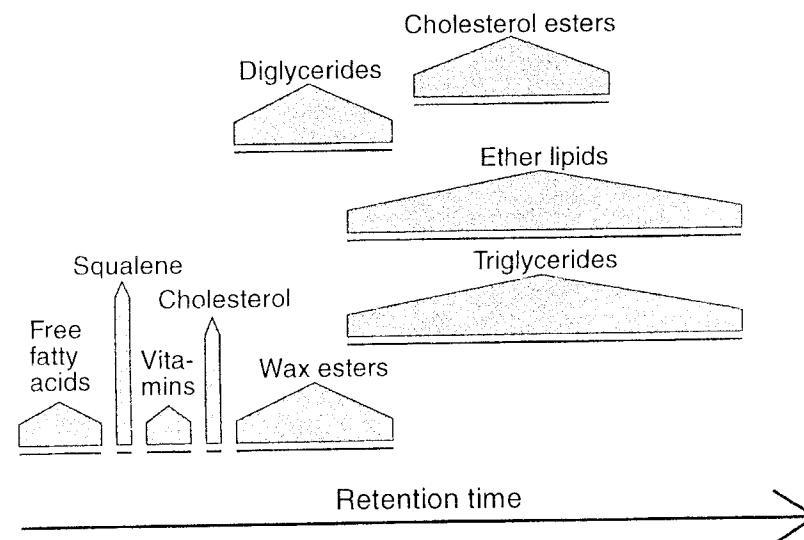 Cholesterol esters
Diglycerides
Ether lipids
Triglycerides
Squalene
Cholesterol
Free
fatty
acids
Vita-
mins
Wax esters
Retention time